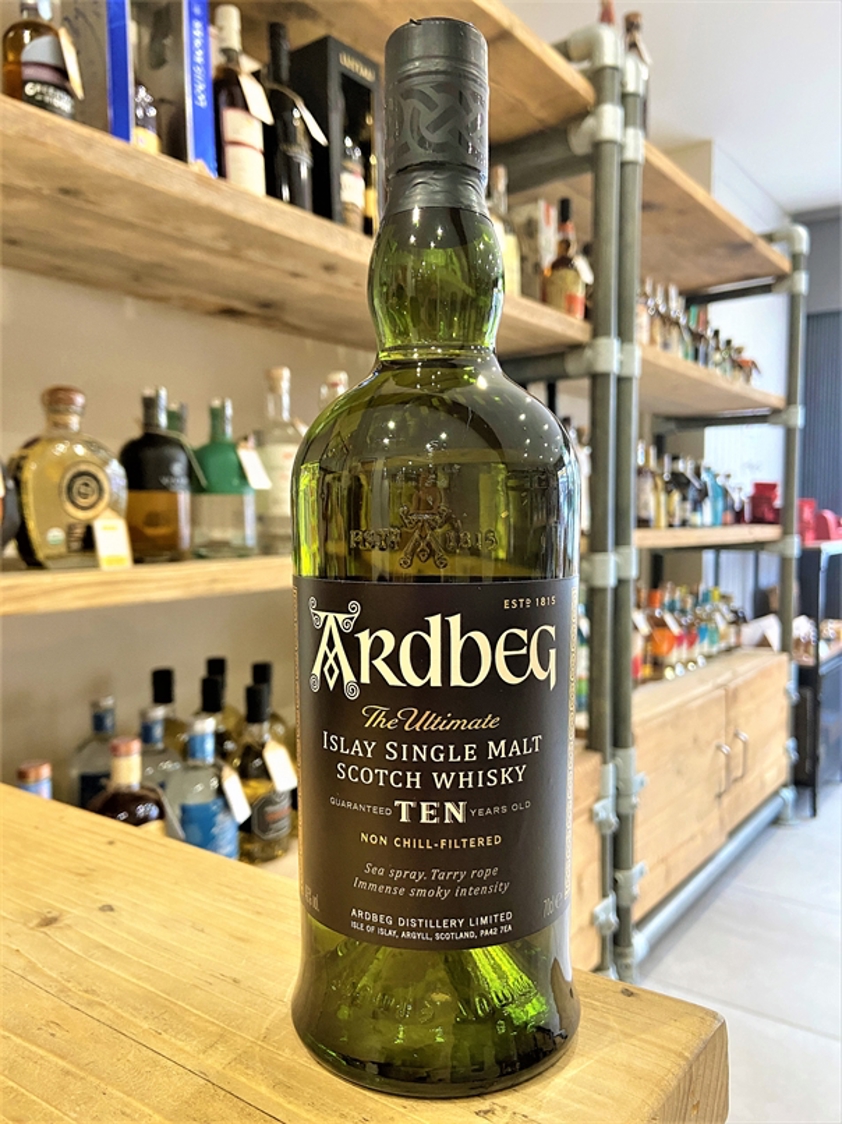 ESTD 1815
ARDBEG
The Ultimate
ISLAY SINGLE MALT
SCOTCH WHISKY
GUARANTEED TEN YEARS OLD
NON CHILL-FILTERED
Sea spray. Tarry rope
Immense smoky intensity
70cl
ARDBEG DISTILLERY LIMITED
ISLE OF ISLAY, ARGYLL, SCOTLAND, PA42 7EA